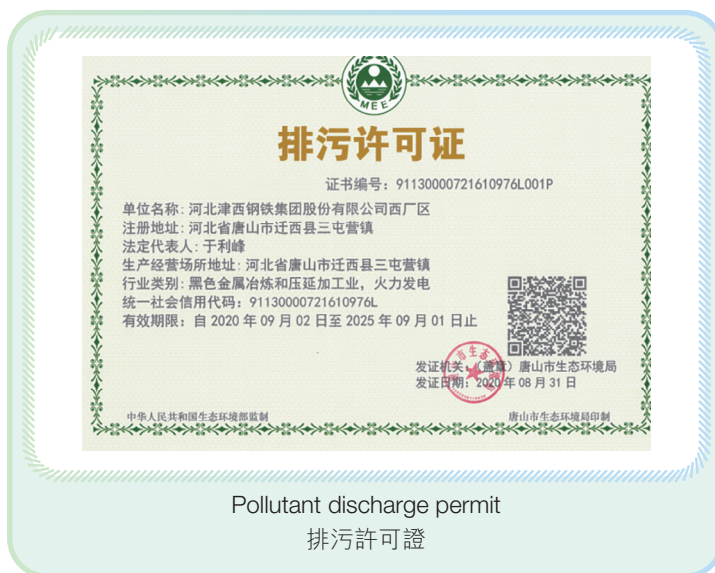 MEE
排污许可证
证书编号：91130000721610976L001P
单位名称：河北津西钢铁集团股份有限公司西厂区
注册地址：河北省唐山市迁西县三屯营镇
法定代表人：于利峰
生产经营场所地址：河北省唐山市迁西县三屯营镇
行业类别：黑色金属冶炼和压延加工业，火力发电
统一社会信用代码：91130000721610976L
有效期限：自 2020 年 09 月 02 日至 2025 年 09 月 01 日止
发证机关：（盖章）唐山市生态环境局
发证日期：2020 年 08 月 31 日
中华人民共和国生态环境部监制
唐山市生态环境局印制
Pollutant discharge permit
排污許可證